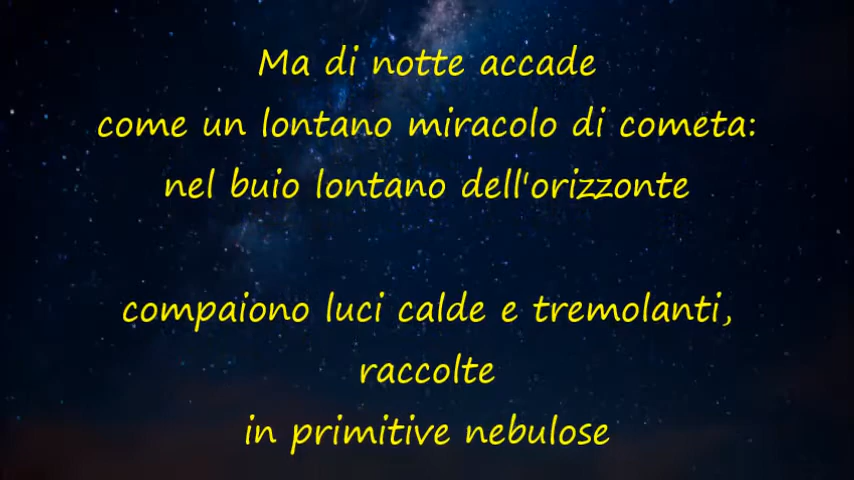 Ma di notte accade
come un lontano miracolo di cometa:
nel buio lontano dell'orizzonte
compaiono luci calde e tremolanti,
raccolte
in primitive nebulose